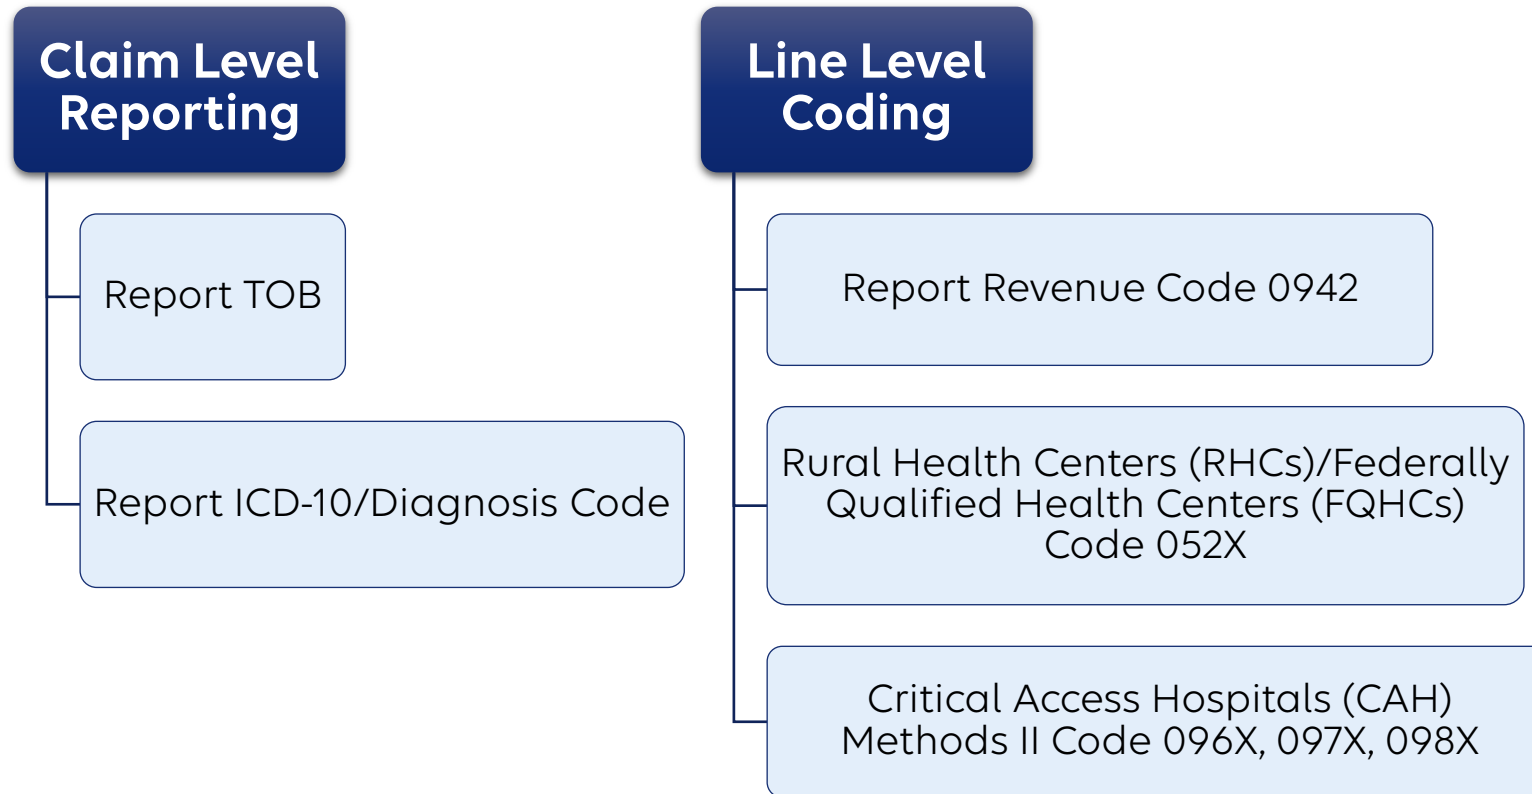 Claim Level
Reporting
Report TOB
Report ICD-10/Diagnosis Code
Line Level
Coding
Report Revenue Code 0942
Rural Health Centers (RHCs)/Federally
Qualified Health Centers (FQHCs)
Code 052X
Critical Access Hospitals (CAH)
Methods II Code 096X, 097X, 098X